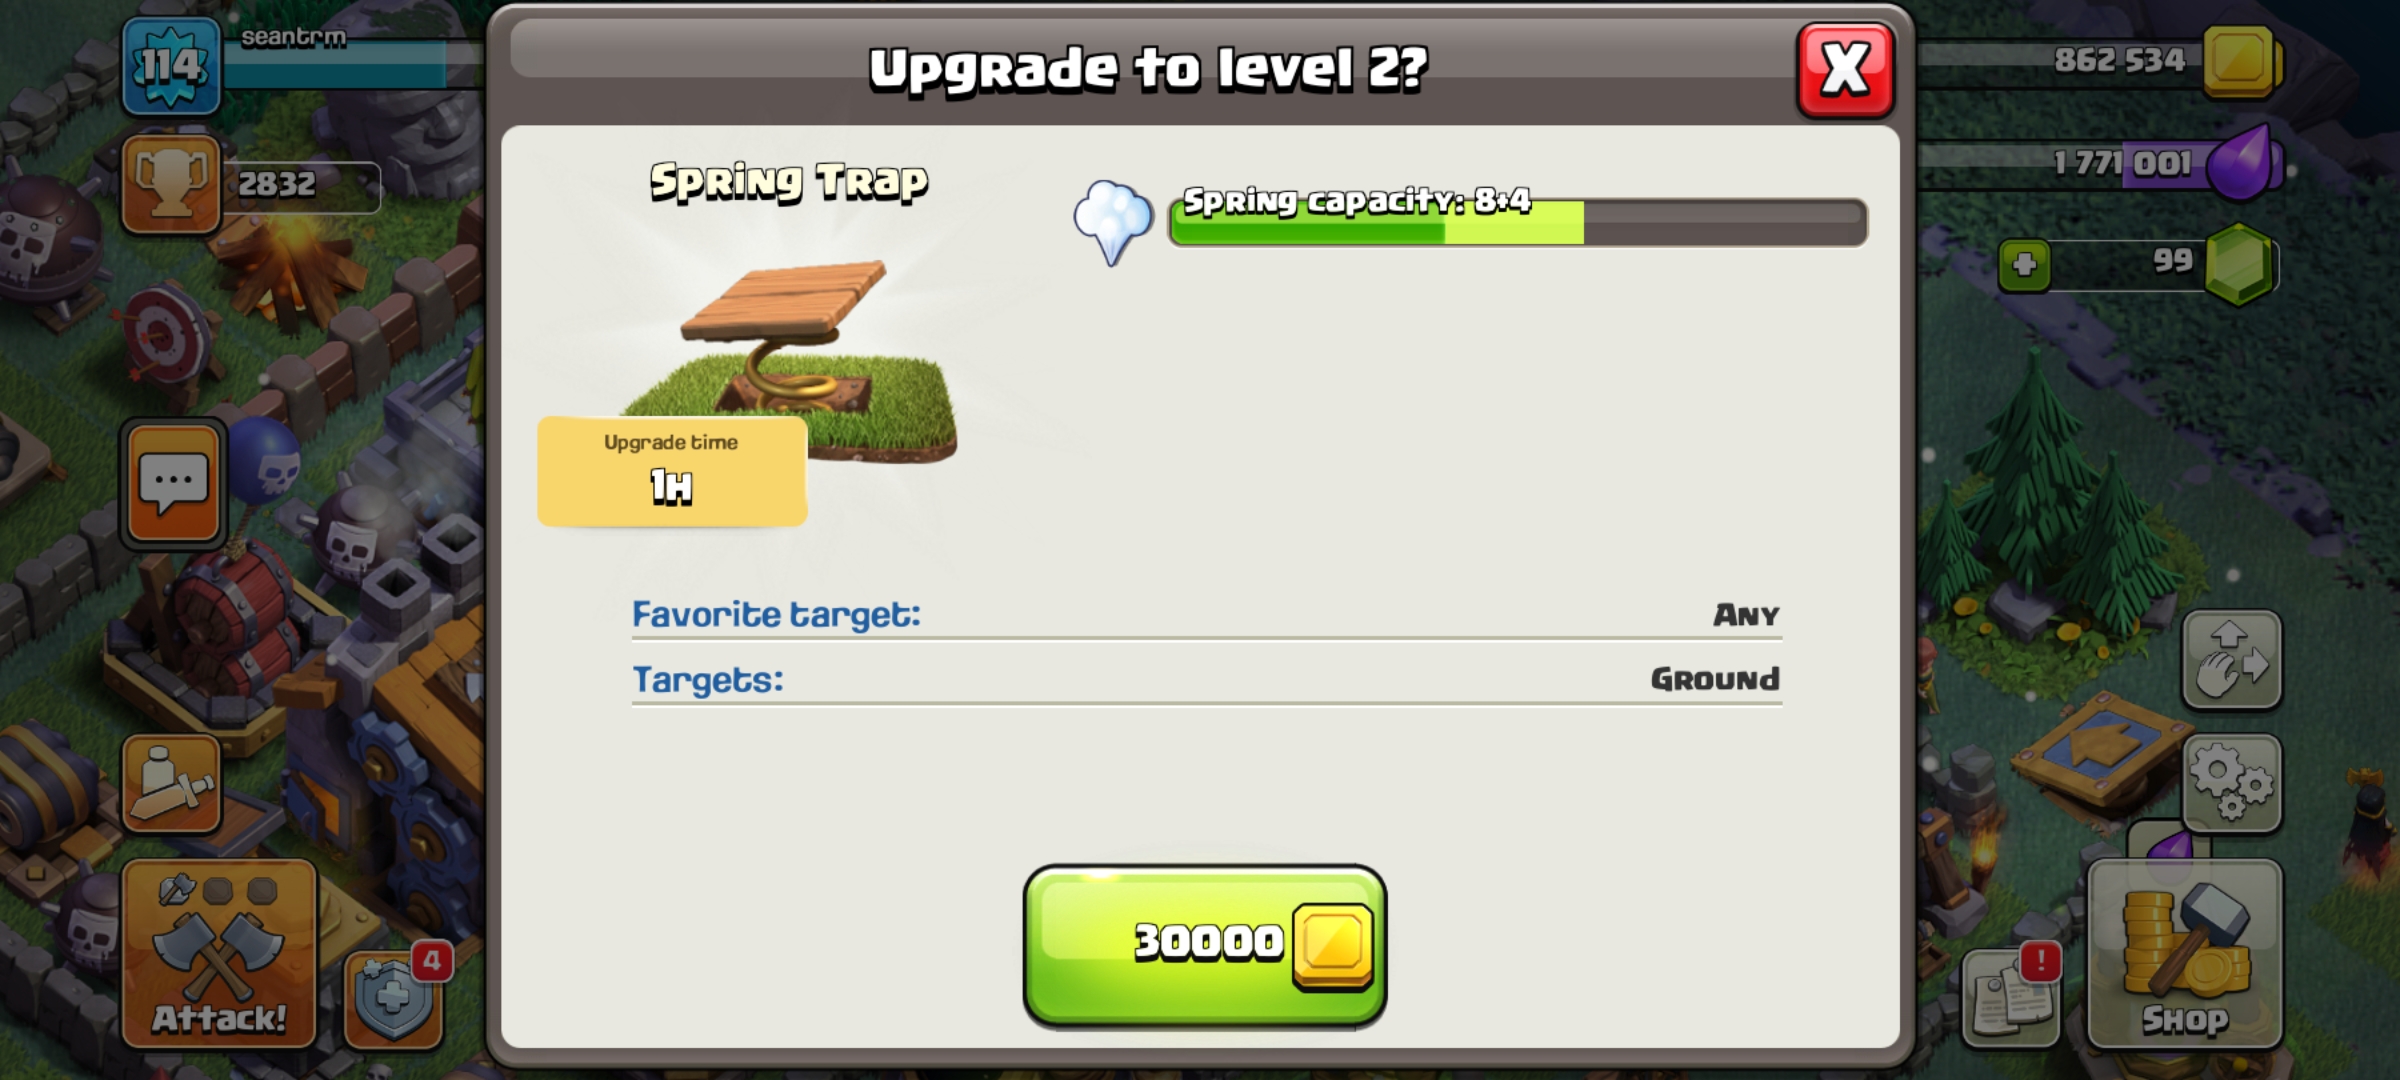 114
seantrm
2832
Upgrade to level 2?
X
862 534
1 771 001
99
Spring Trap
Spring capacity: 8+4
Upgrade time
1H
Favorite target:
Any
Targets:
Ground
30000
Attack!
4
!
Shop